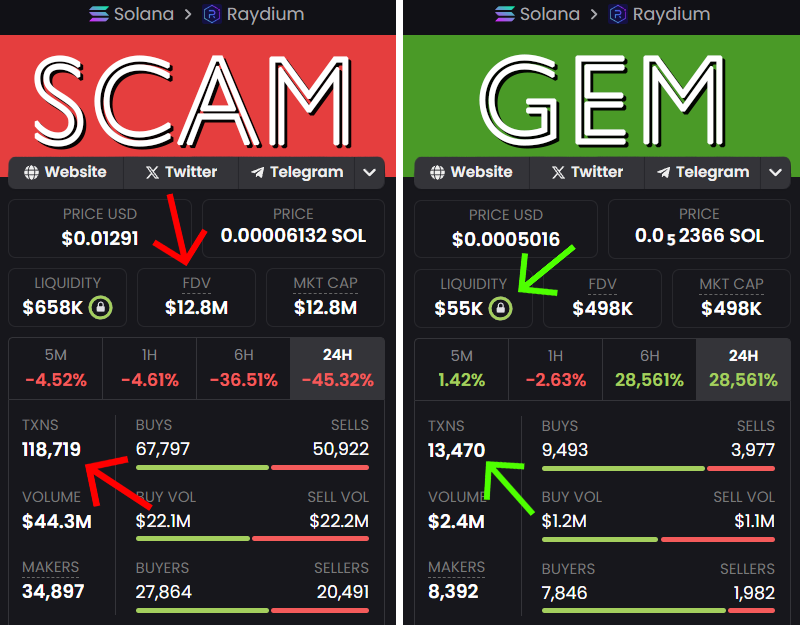 Solana > Raydium
SCAM
Website Twitter Telegram
PRICE USD PRICE
$0.01291 0.00006132 SOL
LIQUIDITY FDV MKT CAP
$658K $12.8M $12.8M
5M 1H 6H 24H
-4.52% -4.61% -36.51% -45.32%
TXNS BUYS SELLS
118,719 67,797 50,922
VOLUME BUY VOL SELL VOL
$44.3M $22.1M $22.2M
MAKERS BUYERS SELLERS
34,897 27,864 20,491
Solana > Raydium
GEM
Website Twitter Telegram
PRICE USD PRICE
$0.0005016 0.0₅2366 SOL
LIQUIDITY FDV MKT CAP
$55K $498K $498K
5M 1H 6H 24H
1.42% -2.63% 28,561% 28,561%
TXNS BUYS SELLS
13,470 9,493 3,977
VOLUME BUY VOL SELL VOL
$2.4M $1.2M $1.1M
MAKERS BUYERS SELLERS
8,392 7,846 1,982